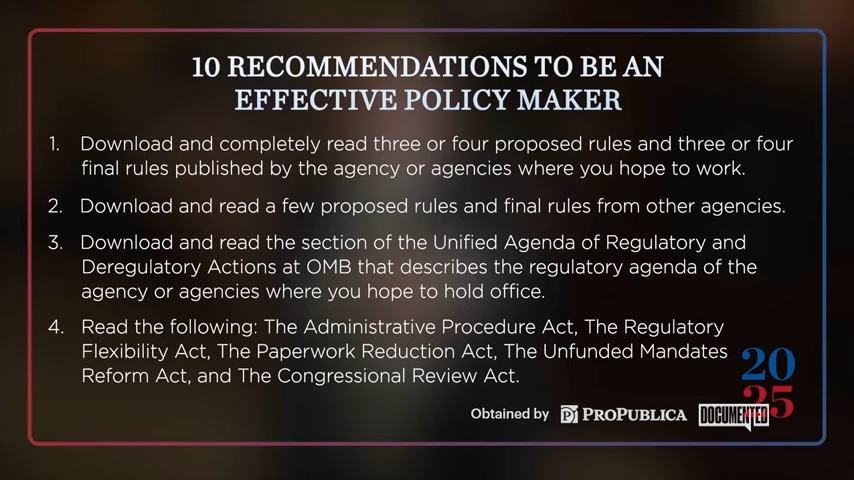 10 RECOMMENDATIONS TO BE AN
EFFECTIVE POLICY MAKER
1. Download and completely read three or four proposed rules and three or four
final rules published by the agency or agencies where you hope to work.
2. Download and read a few proposed rules and final rules from other agencies.
3. Download and read the section of the Unified Agenda of Regulatory and
Deregulatory Actions at OMB that describes the regulatory agenda of the
agency or agencies where you hope to hold office.
4. Read the following: The Administrative Procedure Act, The Regulatory
Flexibility Act, The Paperwork Reduction Act, The Unfunded Mandates
Reform Act, and The Congressional Review Act.
20
25
Obtained by PROPUBLICA DOCUMENTED